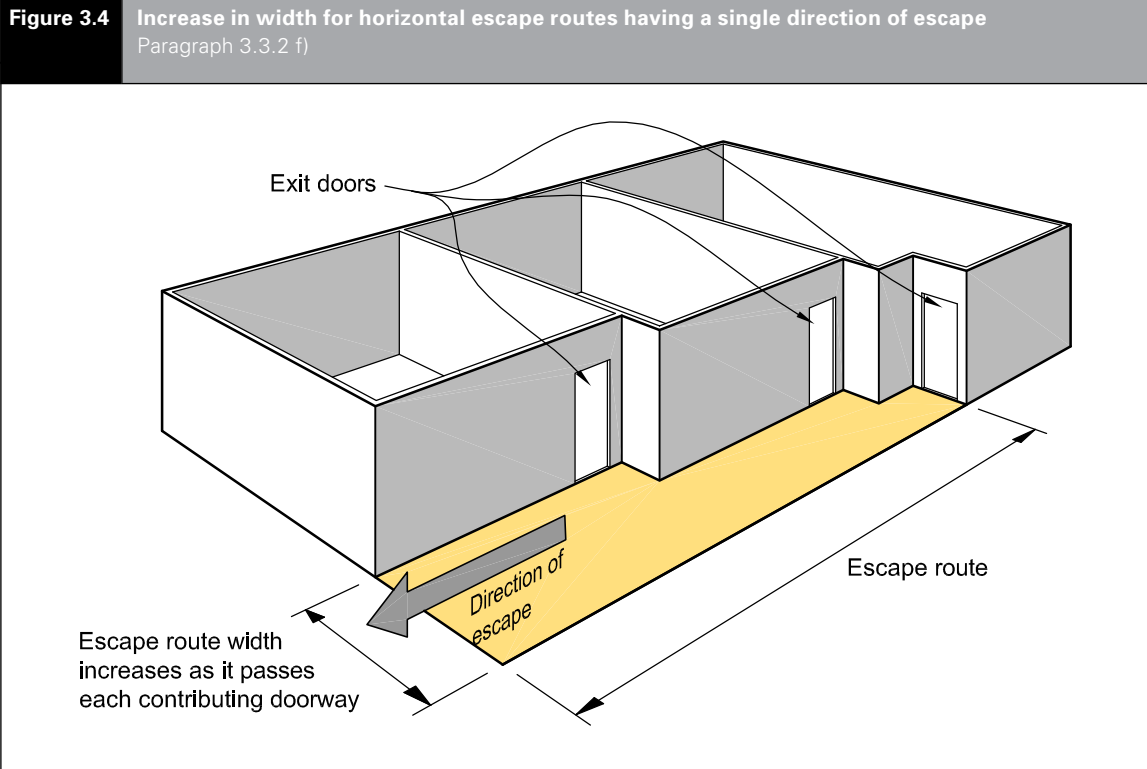 Figure 3.4
Increase in width for horizontal escape routes having a single direction of escape
Paragraph 3.3.2 f)
Exit doors
Direction of
escape
Escape route
Escape route width
increases as it passes
each contributing doorway